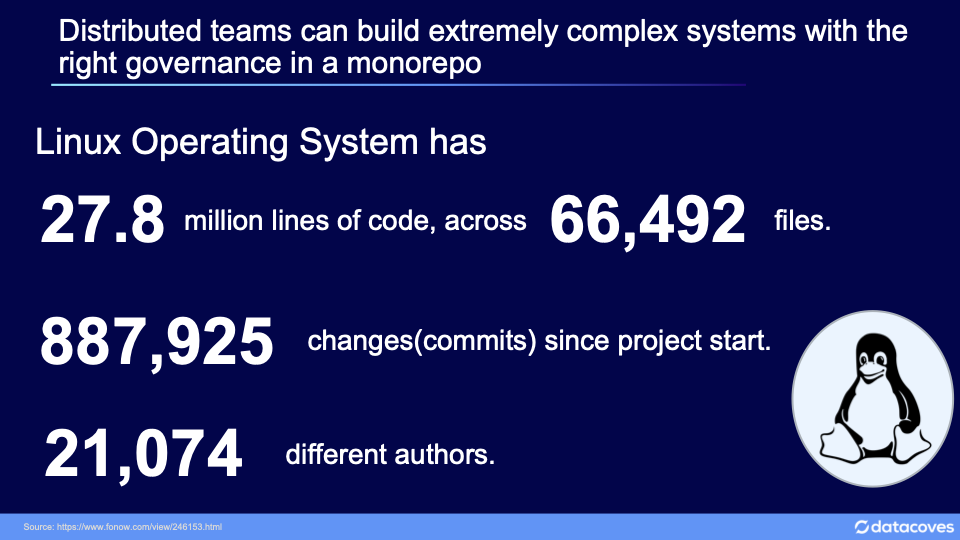 Distributed teams can build extremely complex systems with the
right governance in a monorepo
Linux Operating System has
27.8 million lines of code, across 66,492 files.
887,925 changes(commits) since project start.
21,074 different authors.
Source: https://www.fonow.com/view/246153.html
datacoves